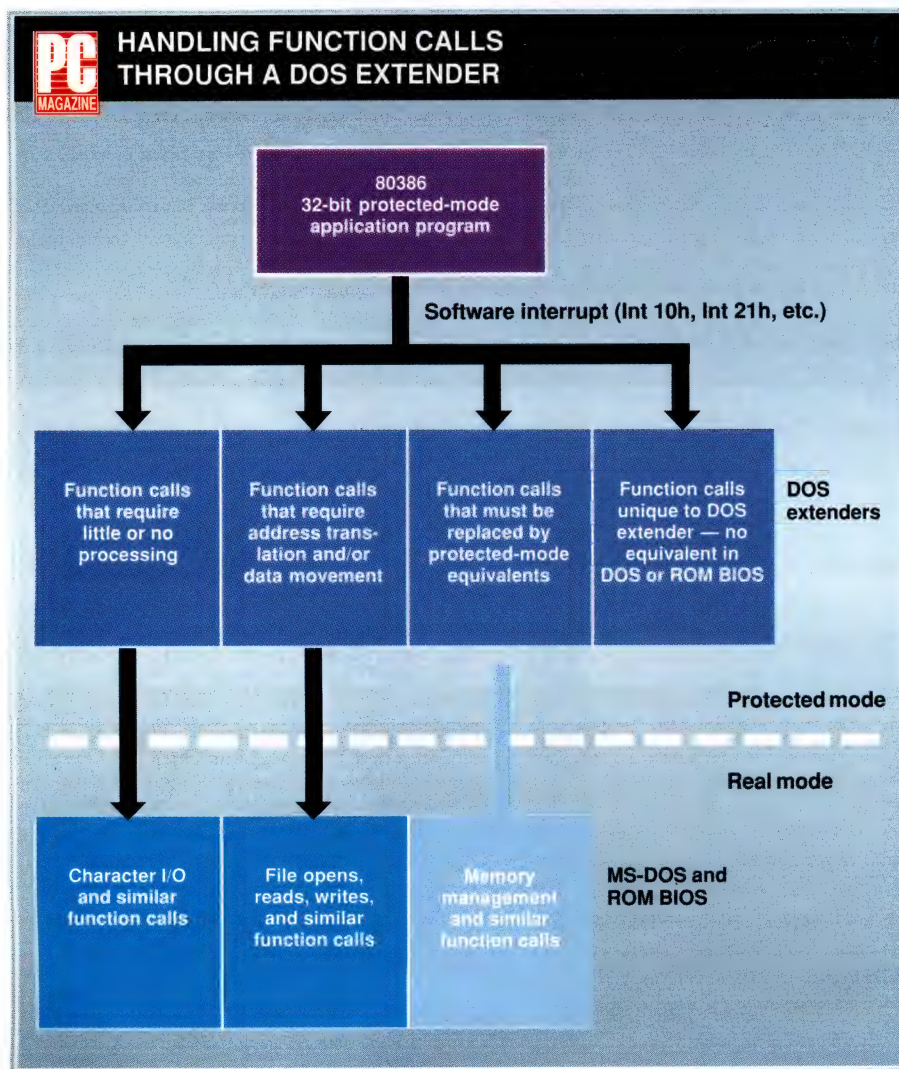 PC
MAGAZINE
HANDLING FUNCTION CALLS
THROUGH A DOS EXTENDER
80386
32-bit protected-mode
application program
Software interrupt (Int 10h, Int 21h, etc.)
Function calls
that require
little or no
processing
Function calls
that require
address trans-
lation and/or
data movement
Function calls
that must be
replaced by
protected-mode
equivalents
Function calls
unique to DOS
extender — no
equivalent in
DOS or ROM BIOS
DOS
extenders
Protected mode
Real mode
Character I/O
and similar
function calls
File opens,
reads, writes,
and similar
function calls
Memory
management
and similar
function calls
MS-DOS and
ROM BIOS